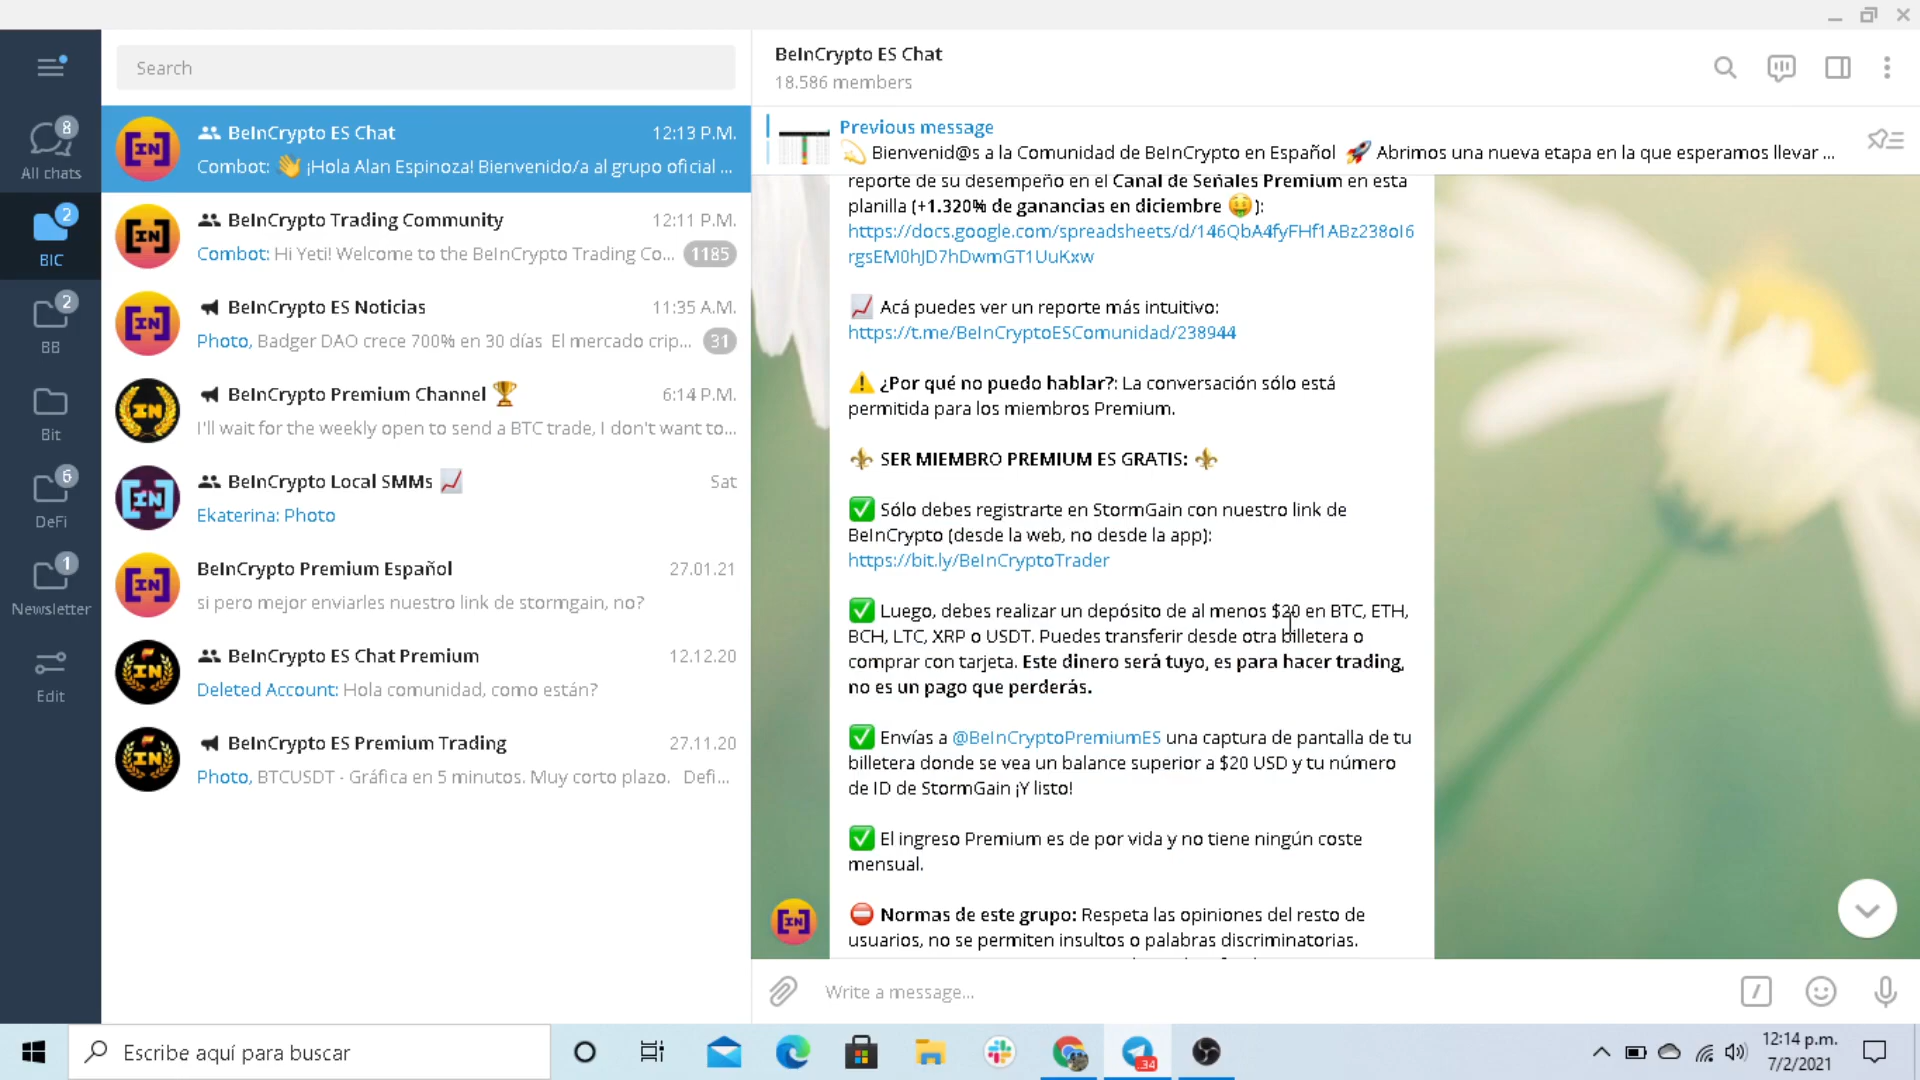 Search
BeInCrypto ES Chat
18.586 members
8
All chats
2
BIC
2
BB
Bit
6
DeFi
1
Newsletter
Edit
BeInCrypto ES Chat 12:13 P.M.
Combot: 👋 ¡Hola Alan Espinoza! Bienvenido/a al grupo oficial ...
BeInCrypto Trading Community 12:11 P.M.
Combot: Hi Yeti! Welcome to the BeInCrypto Trading Co... 1185
BeInCrypto ES Noticias 11:35 A.M.
Photo, Badger DAO crece 700% en 30 días El mercado crip... 31
BeInCrypto Premium Channel 🏆 6:14 P.M.
I'll wait for the weekly open to send a BTC trade, I don't want to...
BeInCrypto Local SMMs 📈 Sat
Ekaterina: Photo
BeInCrypto Premium Español 27.01.21
si pero mejor enviarles nuestro link de stormgain, no?
BeInCrypto ES Chat Premium 12.12.20
Deleted Account: Hola comunidad, como están?
BeInCrypto ES Premium Trading 27.11.20
Photo, BTCUSDT - Gráfica en 5 minutos. Muy corto plazo. Defi...
Previous message
💫 Bienvenid@s a la Comunidad de BeInCrypto en Español 🚀 Abrimos una nueva etapa en la que esperamos llevar ...
reporte de su desempeño en el Canal de Señales Premium en esta
planilla (+1.320% de ganancias en diciembre 🤑):
https://docs.google.com/spreadsheets/d/146QbA4fyFHf1ABz238oI6
rgsEM0hJD7hDwmGT1UuKxw
📈 Acá puedes ver un reporte más intuitivo:
https://t.me/BeInCryptoESComunidad/238944
⚠️ ¿Por qué no puedo hablar?: La conversación sólo está
permitida para los miembros Premium.
⚜️ SER MIEMBRO PREMIUM ES GRATIS: ⚜️
✅ Sólo debes registrarte en StormGain con nuestro link de
BeInCrypto (desde la web, no desde la app):
https://bit.ly/BeInCryptoTrader
✅ Luego, debes realizar un depósito de al menos $20 en BTC, ETH,
BCH, LTC, XRP o USDT. Puedes transferir desde otra billetera o
comprar con tarjeta. Este dinero será tuyo, es para hacer trading,
no es un pago que perderás.
✅ Envías a @BeInCryptoPremiumES una captura de pantalla de tu
billetera donde se vea un balance superior a $20 USD y tu número
de ID de StormGain ¡Y listo!
✅ El ingreso Premium es de por vida y no tiene ningún coste
mensual.
⛔ Normas de este grupo: Respeta las opiniones del resto de
usuarios, no se permiten insultos o palabras discriminatorias.
Write a message...
Escribe aquí para buscar
34
12:14 p.m.
7/2/2021